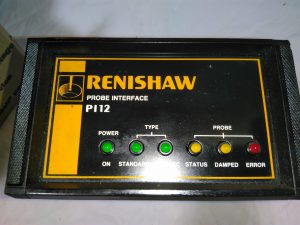 RENISHAW
PROBE INTERFACE
PI12
POWER TYPE PROBE
ON STANDARD STATUS DAMPED ERROR